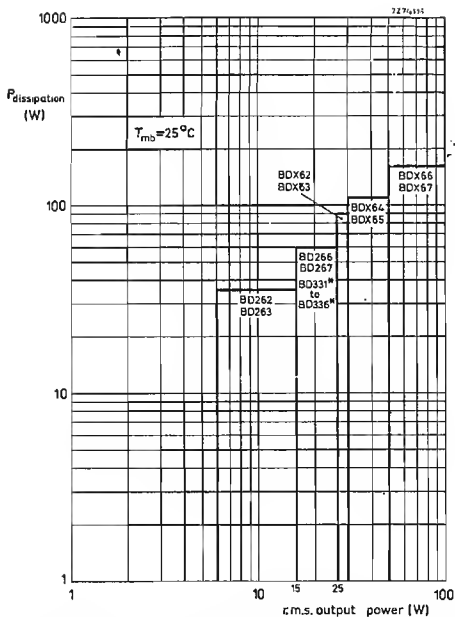 1000
P dissipation
(W)
Tmb=25°C
BDX62
BDX63
BDX66
BDX67
BDX64
BDX65
100
BD266
BD267
BD331*
to
BD336*
BD262
BD263
10
1
1
10
15
25
100
r.m.s. output power (W)